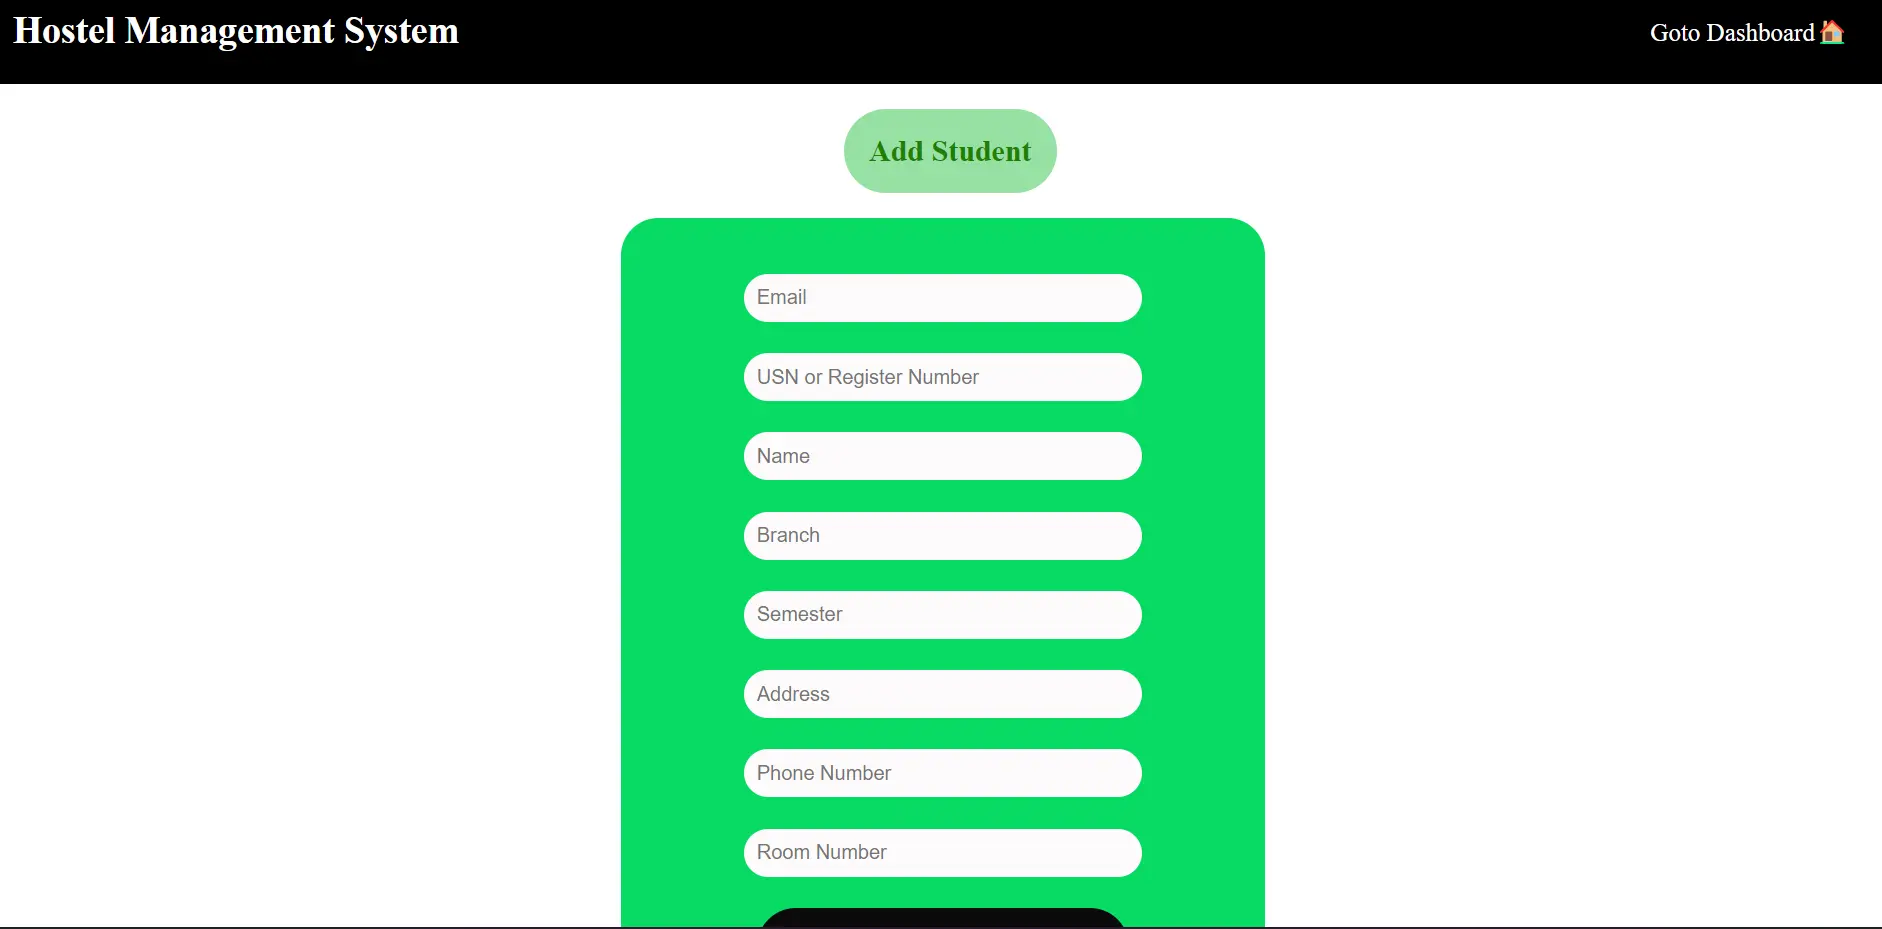 Hostel Management System
Goto Dashboard🏠
Add Student
Email
USN or Register Number
Name
Branch
Semester
Address
Phone Number
Room Number